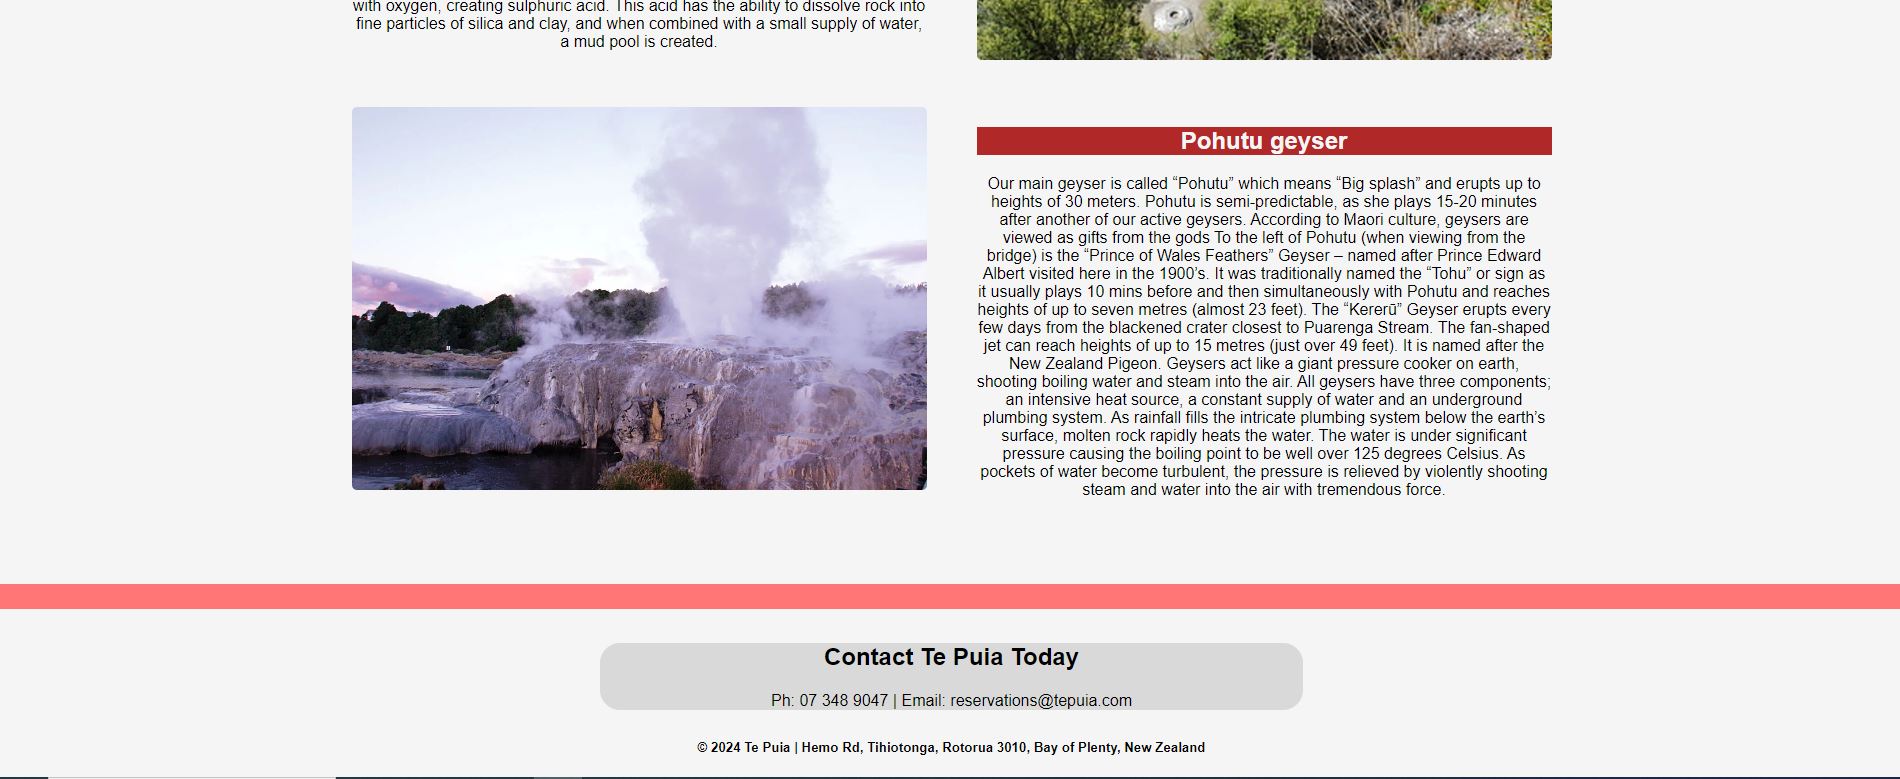 with oxygen, creating sulphuric acid. This acid has the ability to dissolve rock into
fine particles of silica and clay, and when combined with a small supply of water,
a mud pool is created.
Pohutu geyser
Our main geyser is called “Pohutu” which means “Big splash” and erupts up to
heights of 30 meters. Pohutu is semi-predictable, as she plays 15-20 minutes
after another of our active geysers. According to Maori culture, geysers are
viewed as gifts from the gods To the left of Pohutu (when viewing from the
bridge) is the “Prince of Wales Feathers” Geyser – named after Prince Edward
Albert visited here in the 1900’s. It was traditionally named the “Tohu” or sign as
it usually plays 10 mins before and then simultaneously with Pohutu and reaches
heights of up to seven metres (almost 23 feet). The “Kererū” Geyser erupts every
few days from the blackened crater closest to Puarenga Stream. The fan-shaped
jet can reach heights of up to 15 metres (just over 49 feet). It is named after the
New Zealand Pigeon. Geysers act like a giant pressure cooker on earth,
shooting boiling water and steam into the air. All geysers have three components;
an intensive heat source, a constant supply of water and an underground
plumbing system. As rainfall fills the intricate plumbing system below the earth’s
surface, molten rock rapidly heats the water. The water is under significant
pressure causing the boiling point to be well over 125 degrees Celsius. As
pockets of water become turbulent, the pressure is relieved by violently shooting
steam and water into the air with tremendous force.
Contact Te Puia Today
Ph: 07 348 9047 | Email: reservations@tepuia.com
© 2024 Te Puia | Hemo Rd, Tihiotonga, Rotorua 3010, Bay of Plenty, New Zealand